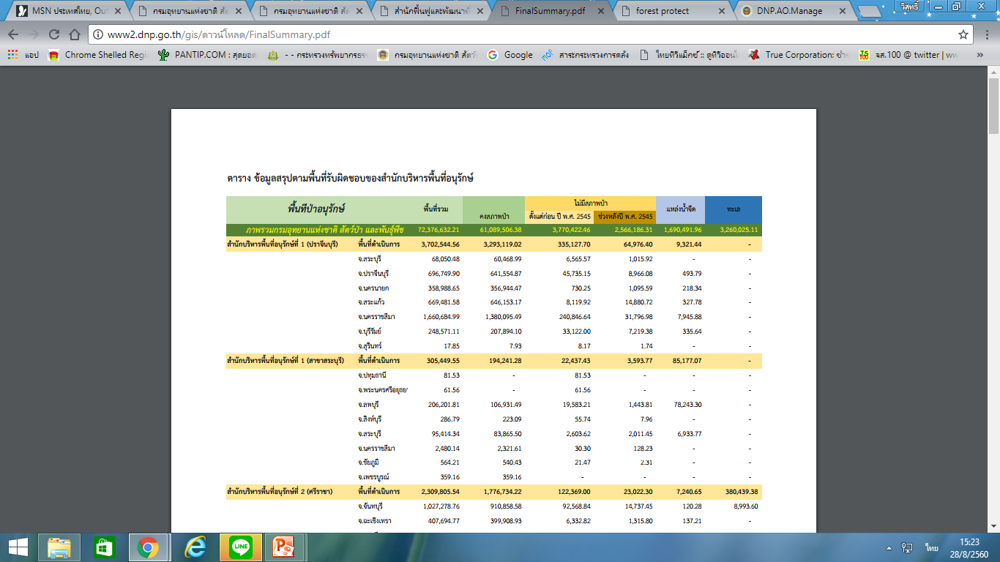 MSN ประเทศไทย, Out
กรมอุทยานแห่งชาติ สัต
กรมอุทยานแห่งชาติ สัต
สำนักฟื้นฟูและพัฒนาพื้
FinalSummary.pdf
forest protect
DNP.AO.Manage
วิสุทธิ์
www2.dnp.go.th/gis/ดาวน์โหลด/FinalSummary.pdf
แอป Chrome Shelled Regi PANTIP.COM : สุดยอด - - กระทรวงทรัพยากรธรร กรมอุทยานแห่งชาติ สัตว์ Google สาระกระทรวงการคลัง ไทยทีวีแม็กซ์ :: ดูทีวีออนไ True Corporation: ข่าว จส.100 @ twitter | ww »
ตาราง ข้อมูลสรุปตามพื้นที่รับผิดชอบของสำนักบริหารพื้นที่อนุรักษ์
พื้นที่ป่าอนุรักษ์ พื้นที่รวม คงสภาพป่า ไม่มีสภาพป่า แหล่งน้ำจืด ทะเล
ตั้งแต่ก่อน ปี พ.ศ. 2545 ช่วงหลังปี พ.ศ. 2545
ภาพรวมกรมอุทยานแห่งชาติ สัตว์ป่า และพันธุ์พืช 72,376,632.21 61,089,506.38 3,770,422.46 2,566,186.31 1,690,491.96 3,260,025.11
สำนักบริหารพื้นที่อนุรักษ์ที่ 1 (ปราจีนบุรี) พื้นที่ดำเนินการ 3,702,544.56 3,293,119.02 335,127.70 64,976.40 9,321.44 -
จ.สระบุรี 68,050.48 60,468.99 6,565.57 1,015.92 - -
จ.ปราจีนบุรี 696,749.90 641,554.87 45,735.15 8,966.08 493.79 -
จ.นครนายก 358,988.65 356,944.47 730.25 1,095.59 218.34 -
จ.สระแก้ว 669,481.58 646,153.17 8,119.92 14,880.72 327.78 -
จ.นครราชสีมา 1,660,684.99 1,380,095.49 240,846.64 31,796.98 7,945.88 -
จ.บุรีรัมย์ 248,571.11 207,894.10 33,122.00 7,219.38 335.64 -
จ.สุรินทร์ 17.85 7.93 8.17 1.74 - -
สำนักบริหารพื้นที่อนุรักษ์ที่ 1 (สาขาสระบุรี) พื้นที่ดำเนินการ 305,449.55 194,241.28 22,437.43 3,593.77 85,177.07 -
จ.ปทุมธานี 81.53 - 81.53 - - -
จ.พระนครศรีอยุธย 61.56 - 61.56 - - -
จ.ลพบุรี 206,201.81 106,931.49 19,583.21 1,443.81 78,243.30 -
จ.สิงห์บุรี 286.79 223.09 55.74 7.96 - -
จ.สระบุรี 95,414.34 83,865.50 2,603.62 2,011.45 6,933.77 -
จ.นครราชสีมา 2,480.14 2,321.61 30.30 128.23 - -
จ.ชัยภูมิ 564.21 540.43 21.47 2.31 - -
จ.เพชรบูรณ์ 359.16 359.16 - - - -
สำนักบริหารพื้นที่อนุรักษ์ที่ 2 (ศรีราชา) พื้นที่ดำเนินการ 2,309,805.54 1,776,734.22 122,369.00 23,022.30 7,240.65 380,439.38
จ.จันทบุรี 1,027,278.76 910,858.58 92,568.84 14,737.45 120.28 8,993.60
จ.ฉะเชิงเทรา 407,694.77 399,908.93 6,332.82 1,315.80 137.21 -
LINE
ไทย
15:23
28/8/2560